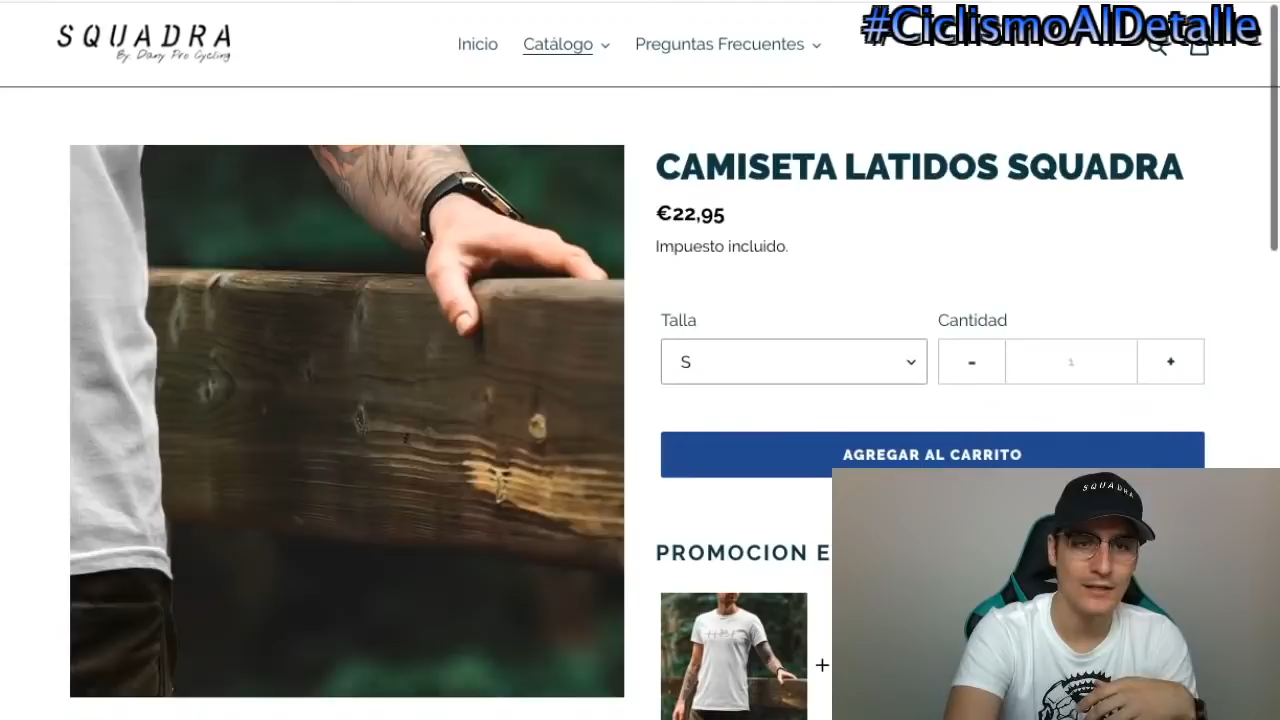 #CiclismoAlDetalle
SQUADRA
By: Dany Pro Cycling
Inicio
Catálogo
Preguntas Frecuentes
CAMISETA LATIDOS SQUADRA
€22,95
Impuesto incluido.
Talla
Cantidad
S
-
1
+
AGREGAR AL CARRITO
PROMOCION E
+
SQUADRA